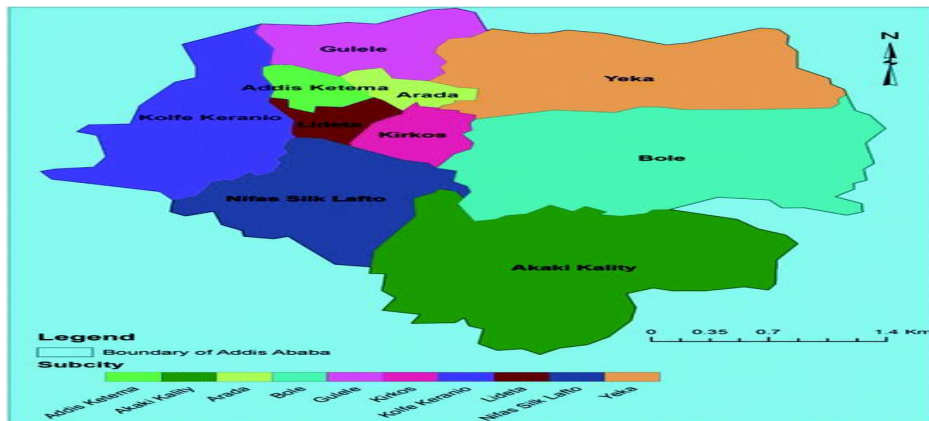 Gulele
N
Yeka
Addis Ketema
Arada
Kolfe Keranio
Lideta
Kirkos
Bole
Nifas Silk Lafto
Akaki Kality
Legend
Boundary of Addis Ababa
Subcity
0 0.35 0.7 1.4 Km
Addis Ketema
Akaki Kality
Arada
Bole
Gulele
Kirkos
Kolfe Keranio
Lideta
Nifas Silk Lafto
Yeka